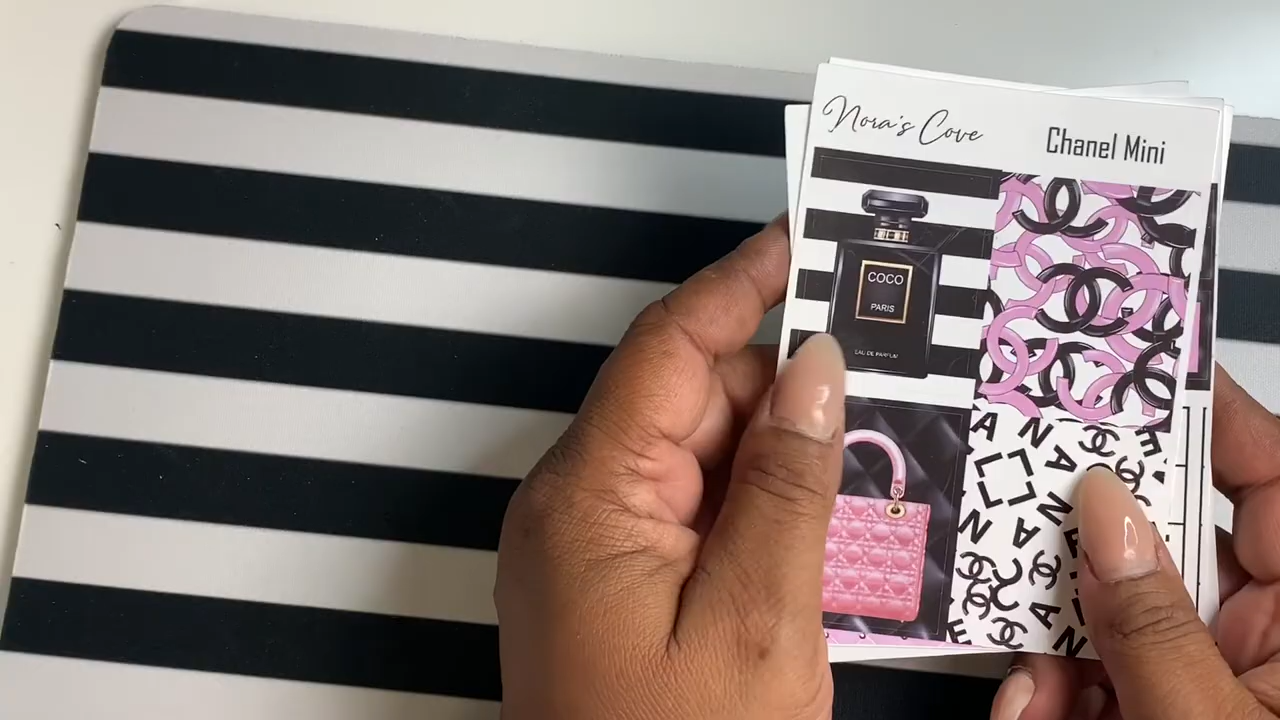 Nora's Cove
Chanel Mini
COCO
PARIS
EAU DE PARFUM